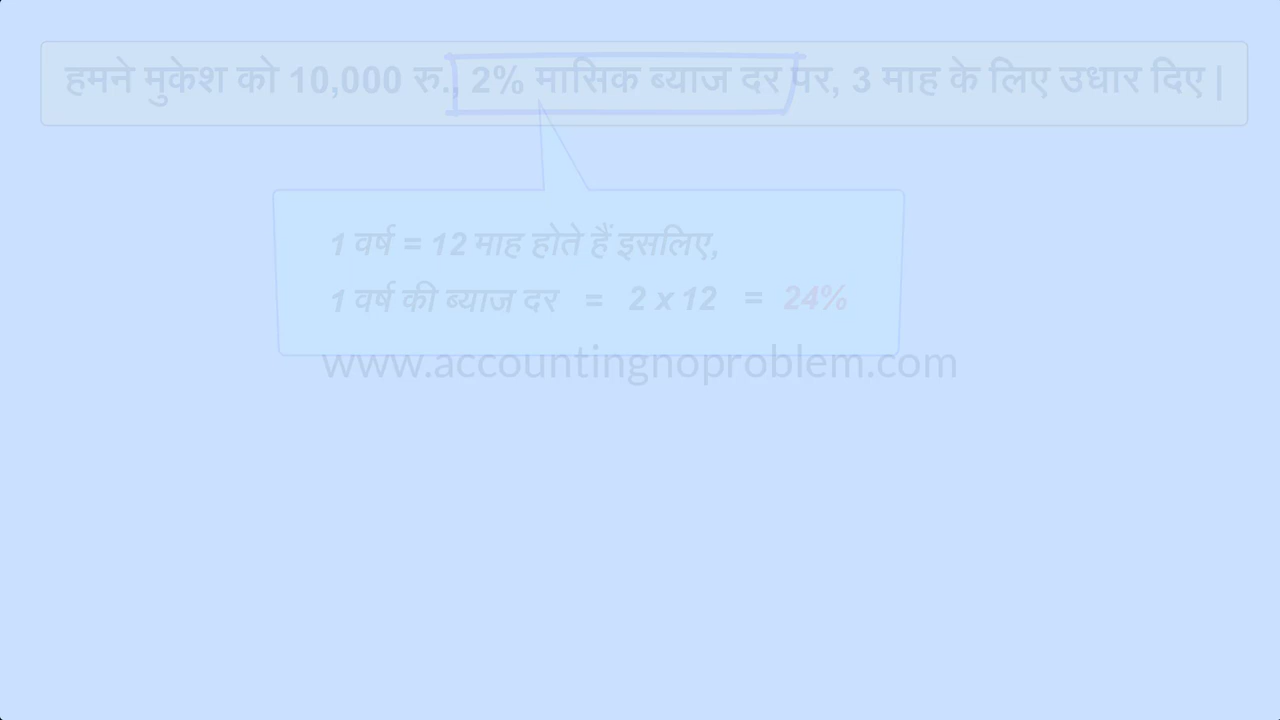 हमने मुकेश को 10,000 रु., 2% मासिक ब्याज दर पर, 3 माह के लिए उधार दिए |
1 वर्ष = 12 माह होते हैं इसलिए,
1 वर्ष की ब्याज दर = 2 x 12 = 24%
www.accountingnoproblem.com